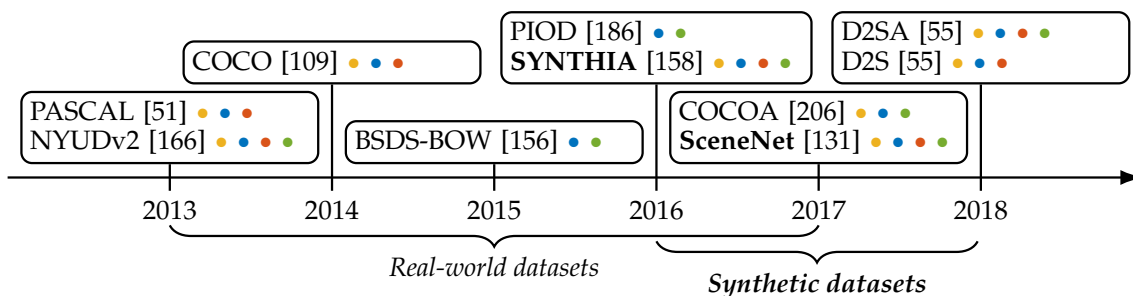 PIOD [186]
SYNTHIA [158]
D2SA [55]
D2S [55]
COCO [109]
PASCAL [51]
NYUDv2 [166]
BSDS-BOW [156]
COCOA [206]
SceneNet [131]
2013 2014 2015 2016 2017 2018
Real-world datasets
Synthetic datasets